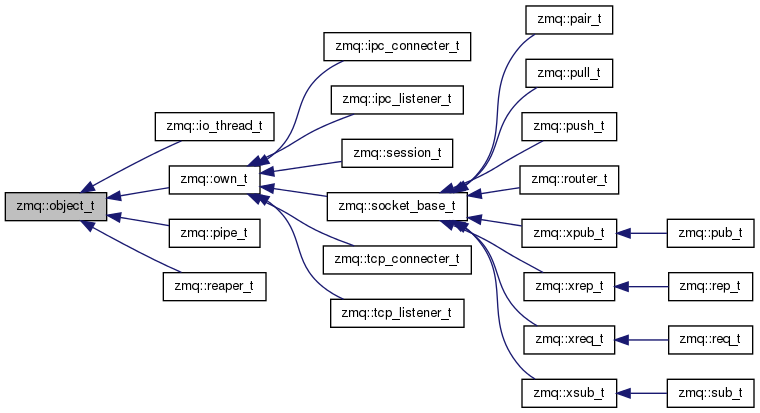 zmq::object_t
zmq::io_thread_t
zmq::own_t
zmq::pipe_t
zmq::reaper_t
zmq::ipc_connecter_t
zmq::ipc_listener_t
zmq::session_t
zmq::socket_base_t
zmq::tcp_connecter_t
zmq::tcp_listener_t
zmq::pair_t
zmq::pull_t
zmq::push_t
zmq::router_t
zmq::xpub_t
zmq::xrep_t
zmq::xreq_t
zmq::xsub_t
zmq::pub_t
zmq::rep_t
zmq::req_t
zmq::sub_t